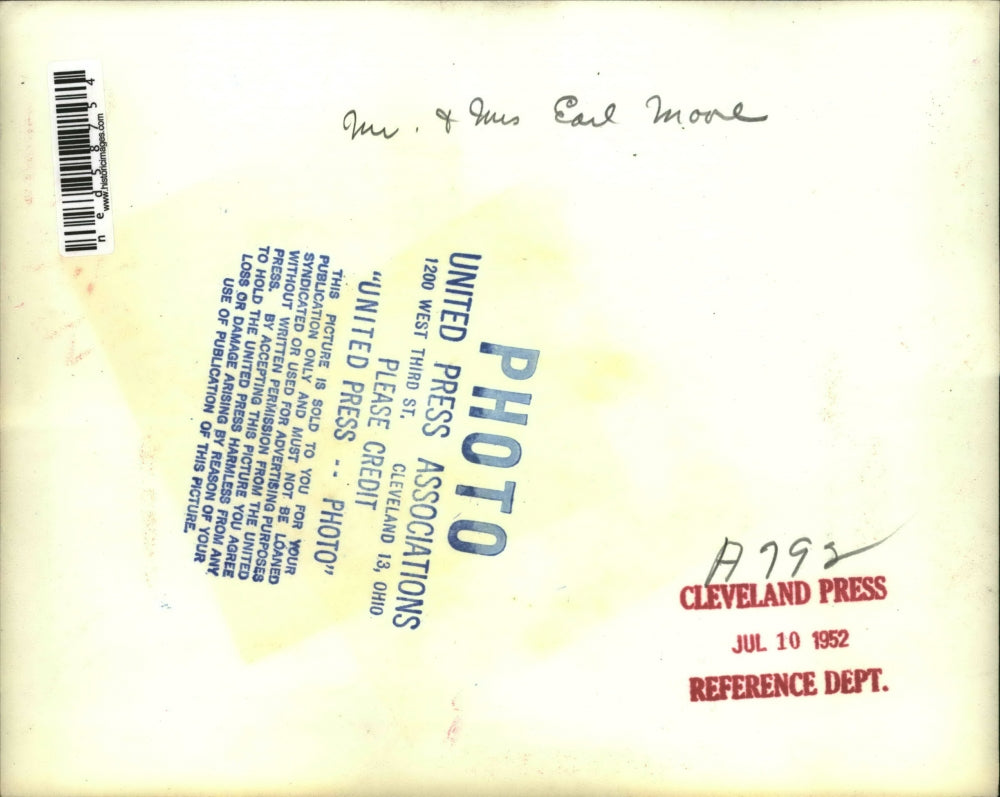 Mr. & Mrs Earl Moore
ned58754
www.historicimages.com
PHOTO
UNITED PRESS ASSOCIATIONS
1200 WEST THIRD ST, CLEVELAND 13, OHIO
PLEASE CREDIT
"UNITED PRESS -- PHOTO"
THIS PICTURE IS SOLD TO YOU FOR YOUR
PUBLICATION ONLY AND MUST NOT BE LOANED
SYNDICATED OR USED FOR ADVERTISING PURPOSES
WITHOUT WRITTEN PERMISSION FROM THE UNITED
PRESS. BY ACCEPTING THIS PICTURE YOU AGREE
TO HOLD THE UNITED PRESS HARMLESS FROM ANY
LOSS OR DAMAGE ARISING BY REASON OF YOUR
USE OF PUBLICATION OF THIS PICTURE.
A792
CLEVELAND PRESS
JUL 10 1952
REFERENCE DEPT.